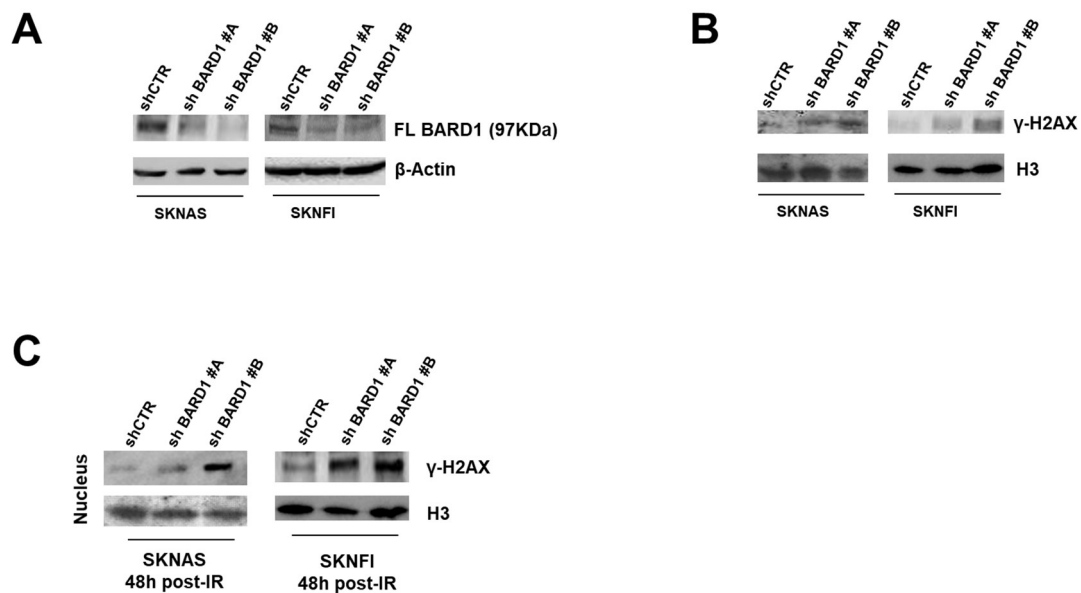 A
shCTR
sh BARD1 #A
sh BARD1 #B
shCTR
sh BARD1 #A
sh BARD1 #B
FL BARD1 (97KDa)
β-Actin
SKNAS
SKNFI
B
shCTR
sh BARD1 #A
sh BARD1 #B
shCTR
sh BARD1 #A
sh BARD1 #B
γ-H2AX
H3
SKNAS
SKNFI
C
shCTR
sh BARD1 #A
sh BARD1 #B
shCTR
sh BARD1 #A
sh BARD1 #B
Nucleus
γ-H2AX
H3
SKNAS
48h post-IR
SKNFI
48h post-IR